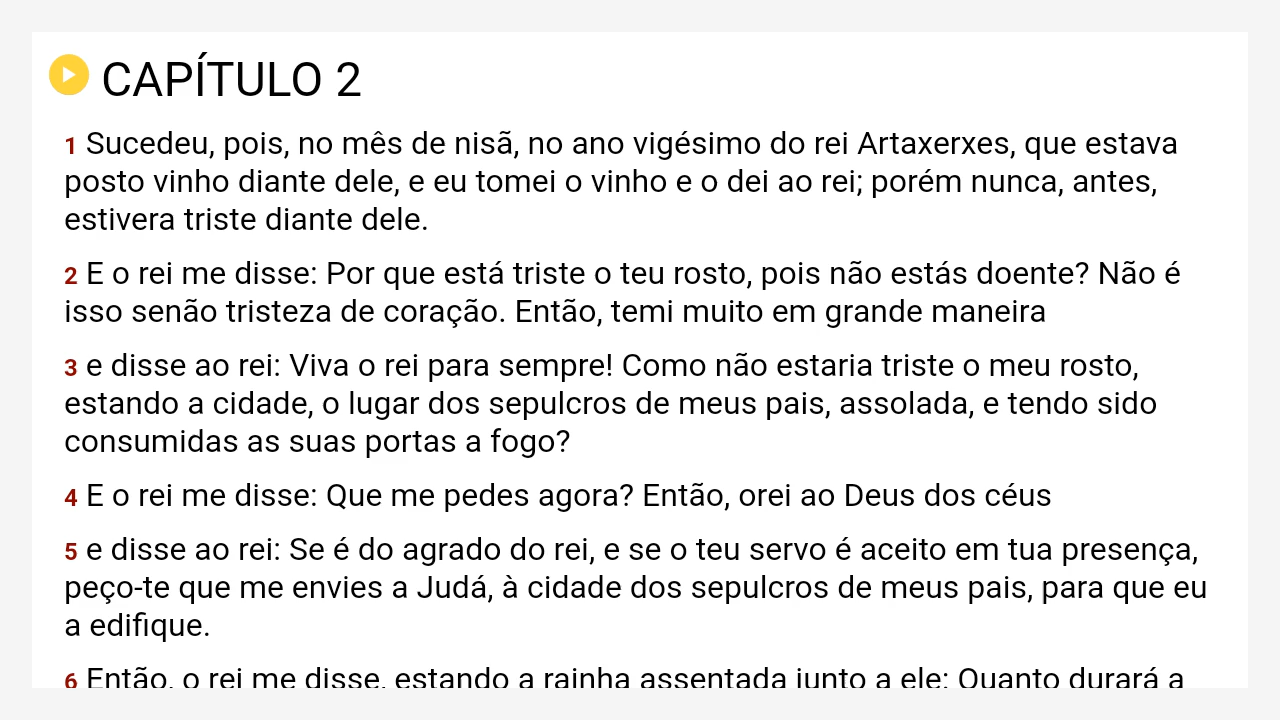 CAPÍTULO 2
1 Sucedeu, pois, no mês de nisã, no ano vigésimo do rei Artaxerxes, que estava
posto vinho diante dele, e eu tomei o vinho e o dei ao rei; porém nunca, antes,
estivera triste diante dele.
2 E o rei me disse: Por que está triste o teu rosto, pois não estás doente? Não é
isso senão tristeza de coração. Então, temi muito em grande maneira
3 e disse ao rei: Viva o rei para sempre! Como não estaria triste o meu rosto,
estando a cidade, o lugar dos sepulcros de meus pais, assolada, e tendo sido
consumidas as suas portas a fogo?
4 E o rei me disse: Que me pedes agora? Então, orei ao Deus dos céus
5 e disse ao rei: Se é do agrado do rei, e se o teu servo é aceito em tua presença,
peço-te que me envies a Judá, à cidade dos sepulcros de meus pais, para que eu
a edifique.
6 Então, o rei me disse, estando a rainha assentada junto a ele: Quanto durará a